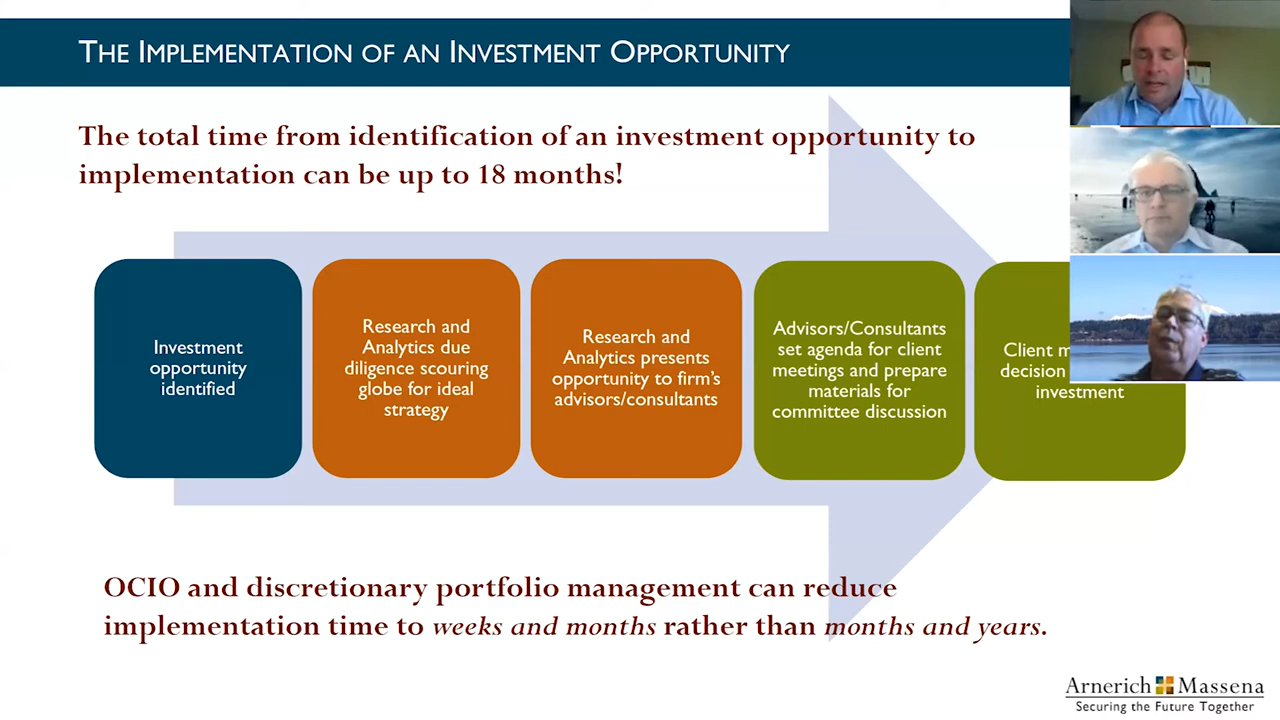 THE IMPLEMENTATION OF AN INVESTMENT OPPORTUNITY
The total time from identification of an investment opportunity to
implementation can be up to 18 months!
Investment
opportunity
identified
Research and
Analytics due
diligence scouring
globe for ideal
strategy
Research and
Analytics presents
opportunity to firm's
advisors/consultants
Advisors/Consultants
set agenda for client
meetings and prepare
materials for
committee discussion
Client
decision
investment
OCIO and discretionary portfolio management can reduce
implementation time to weeks and months rather than months and years.
Arnerich Massena
Securing the Future Together